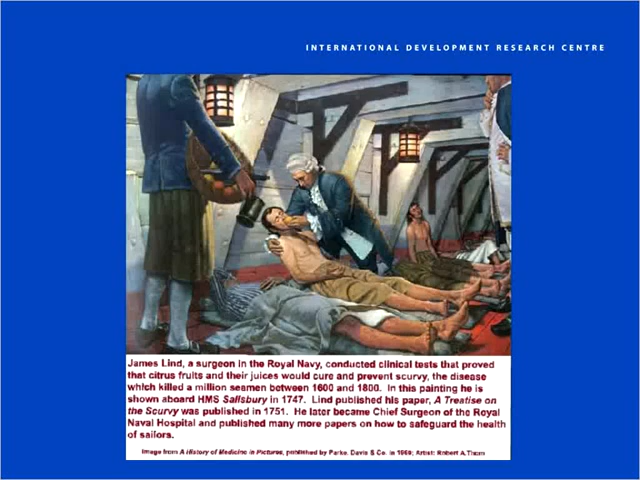 INTERNATIONAL DEVELOPMENT RESEARCH CENTRE
James Lind, a surgeon in the Royal Navy, conducted clinical tests that proved
that citrus fruits and their juices would cure and prevent scurvy, the disease
which killed a million seamen between 1600 and 1800. In this painting he is
shown aboard HMS Salisbury in 1747. Lind published his paper, A Treatise on
the Scurvy was published in 1751. He later became Chief Surgeon of the Royal
Naval Hospital and published many more papers on how to safeguard the health
of sailors.
Image from A History of Medicine in Pictures, published by Parke, Davis & Co. in 1960; Artist: Robert A.Thom